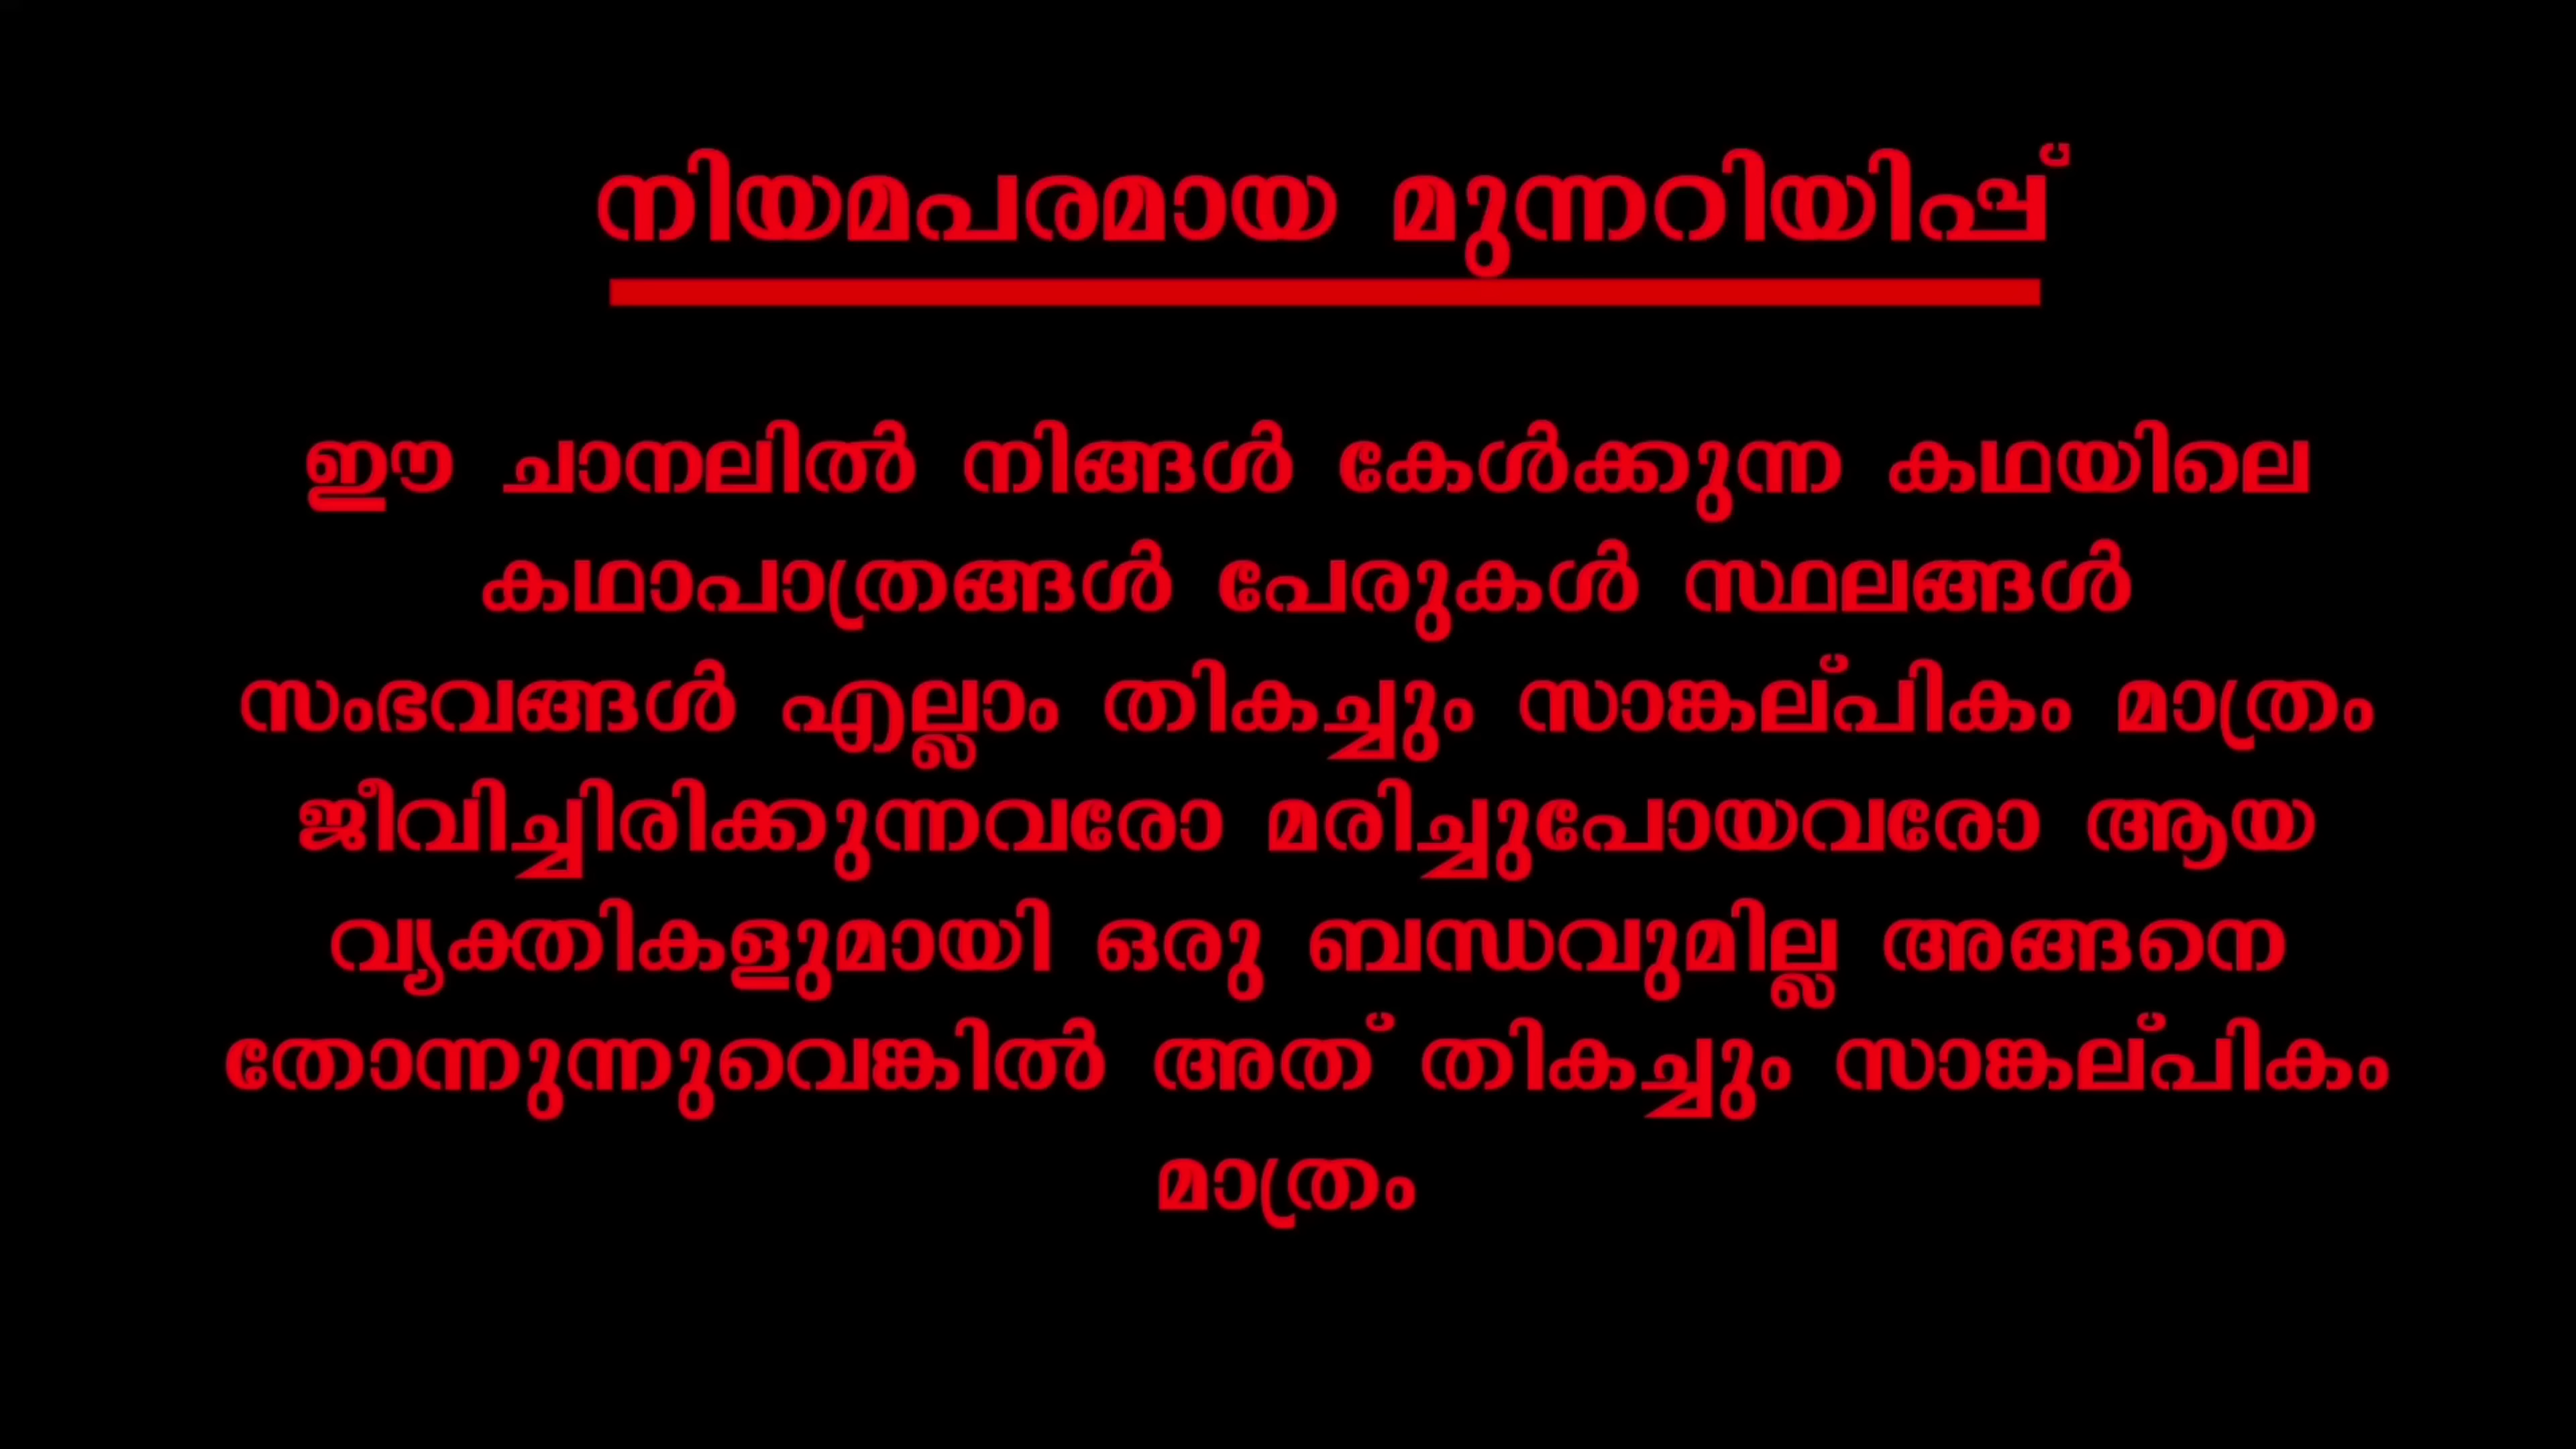 നിയമപരമായ മുന്നറിയിപ്പ്
ഈ ചാനലിൽ നിങ്ങൾ കേൾക്കുന്ന കഥയിലെ
കഥാപാത്രങ്ങൾ പേരുകൾ സ്ഥലങ്ങൾ
സംഭവങ്ങൾ എല്ലാം തികച്ചും സാങ്കല്പികം മാത്രം
ജീവിച്ചിരിക്കുന്നവരോ മരിച്ചുപോയവരോ ആയ
വ്യക്തികളുമായി ഒരു ബന്ധവുമില്ല അങ്ങനെ
തോന്നുന്നുവെങ്കിൽ അത് തികച്ചും സാങ്കല്പികം
മാത്രം